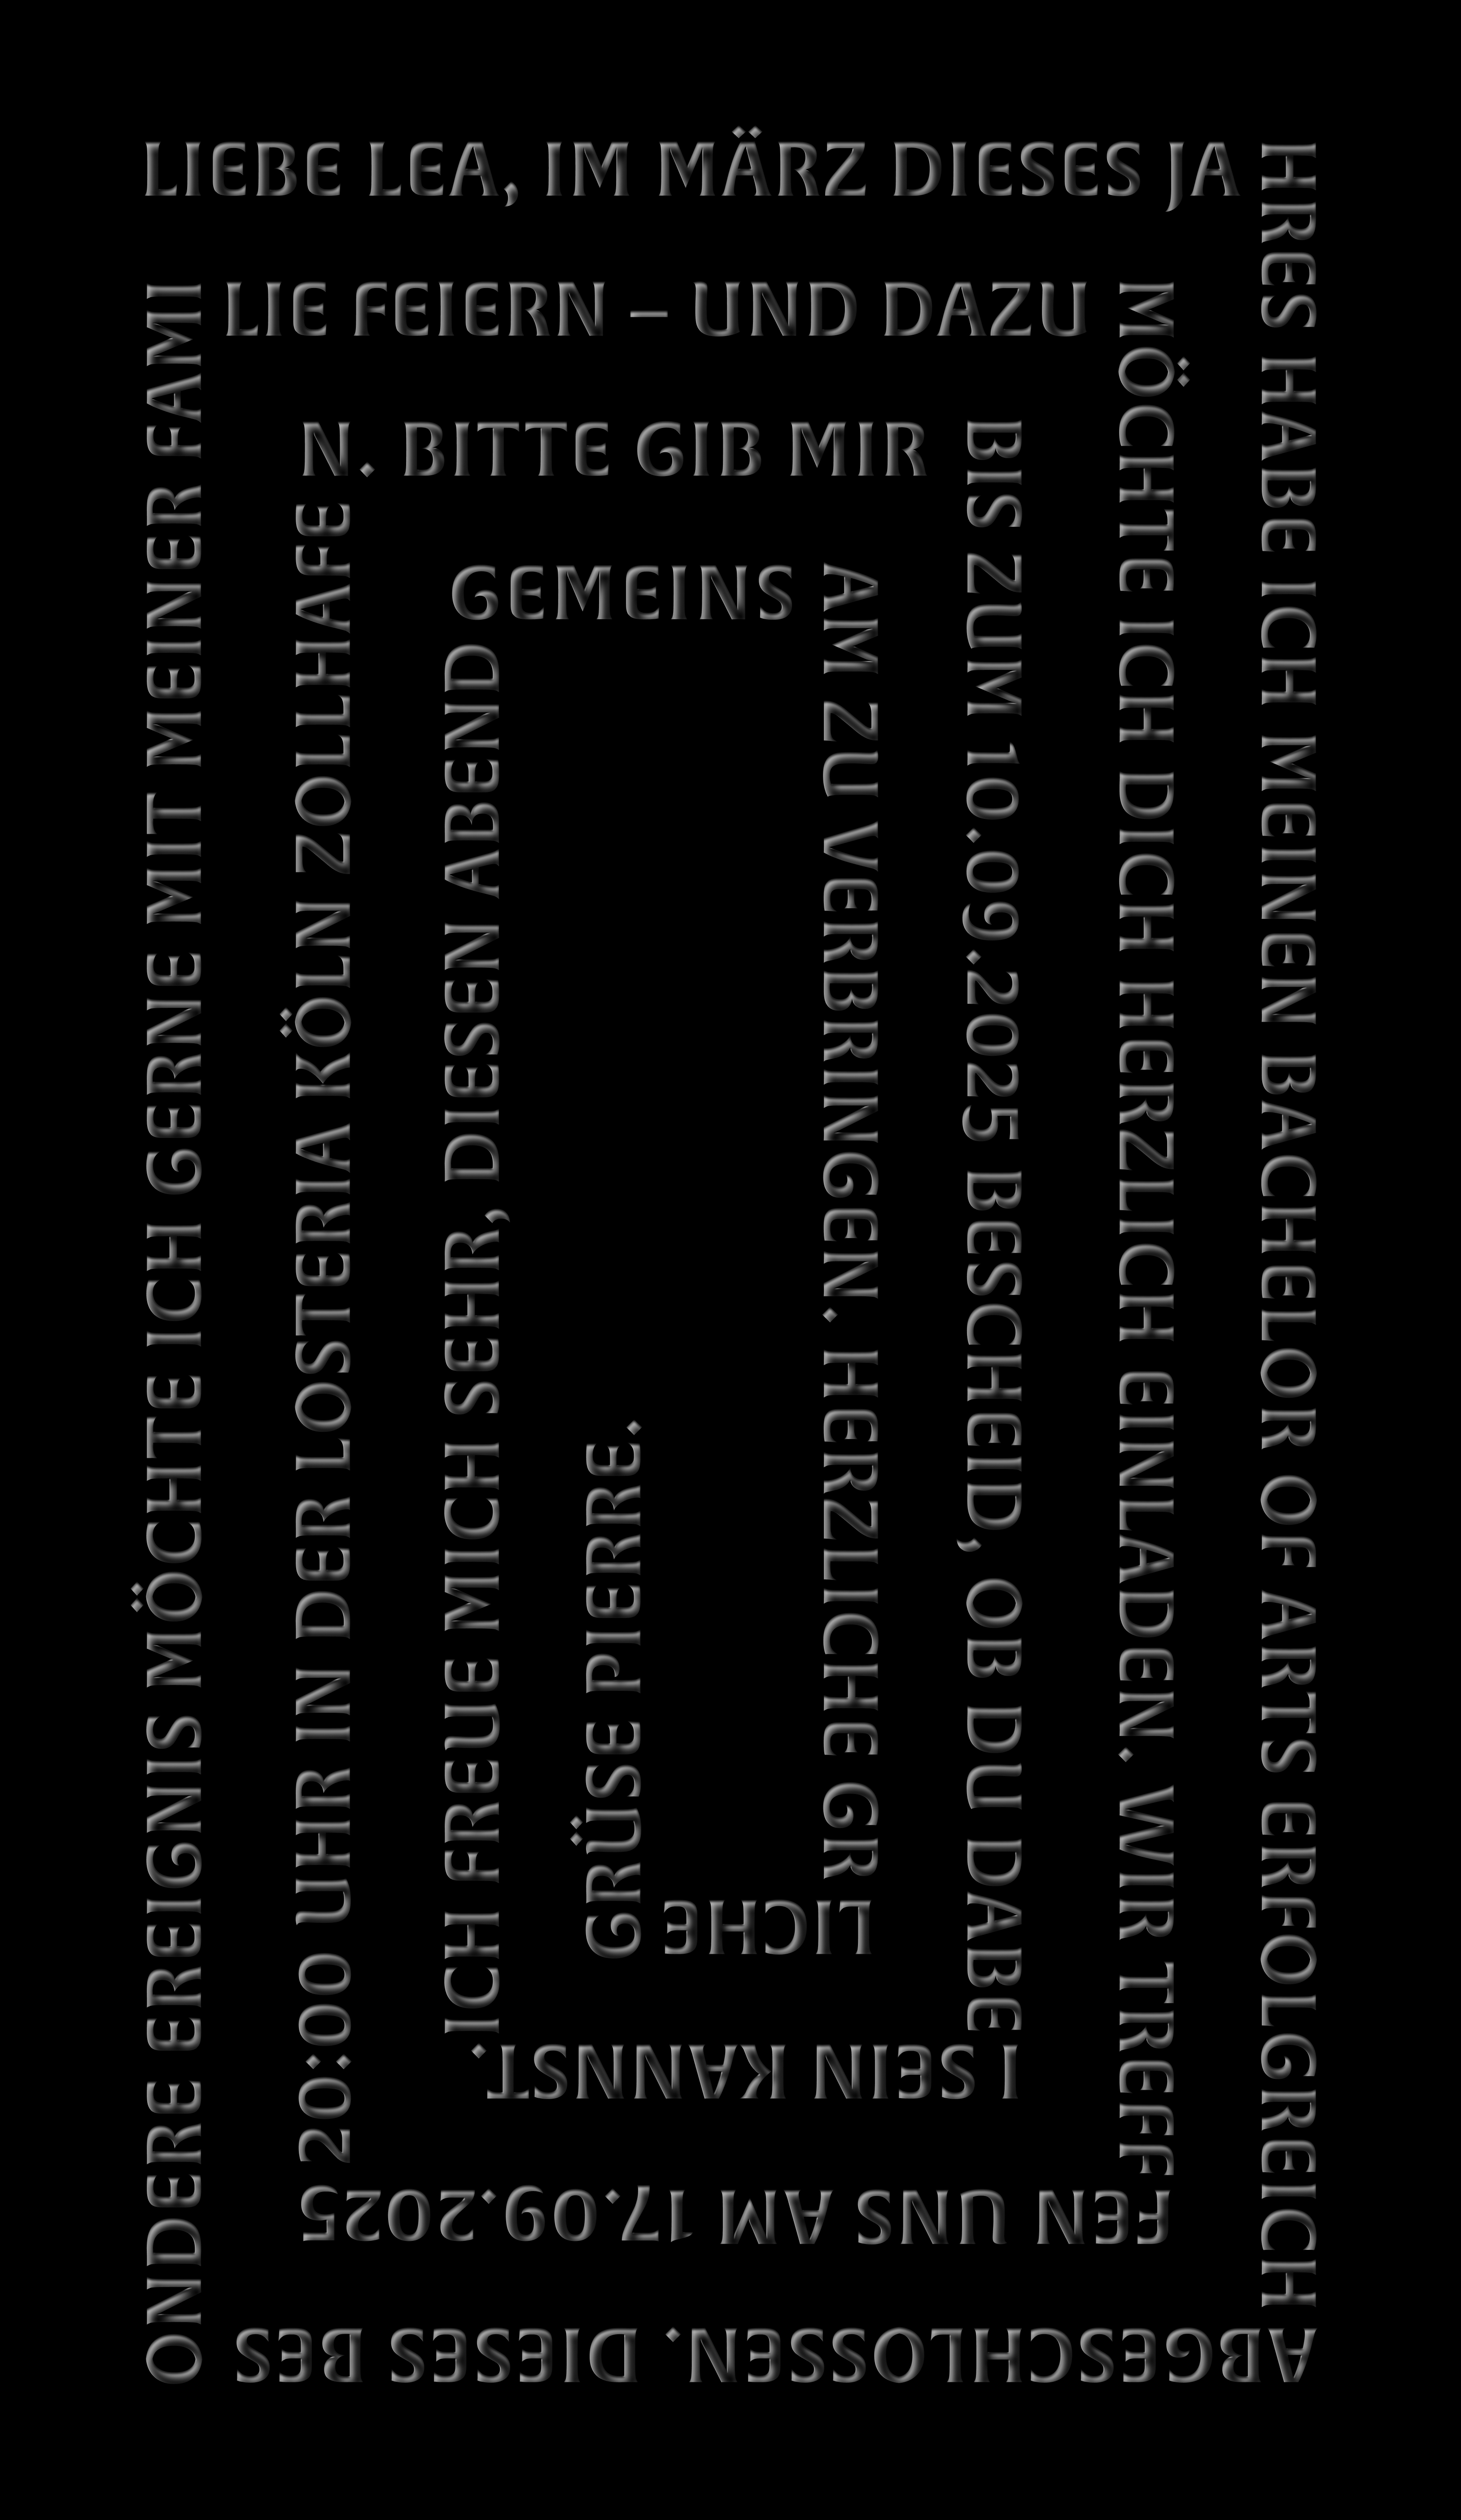 LIEBE LEA, IM MÄRZ DIESES JA
IHRES HABE ICH MEINEN BACHELOR OF ARTS ERFOLGREICH
ABGESCHLOSSEN. DIESES BES
ONDERE EREIGNIS MÖCHTE ICH GERNE MIT MEINER FAMI
LIE FEIERN – UND DAZU
MÖCHTE ICH DICH HERZLICH EINLADEN. WIR TREFF
FEN UNS AM 17.09.2025
20:00 UHR IN DER LOSTERIA KÖLN ZOLLHAFE
N. BITTE GIB MIR
BIS ZUM 10.09.2025 BESCHEID, OB DU DABE
I SEIN KANNST.
ICH FREUE MICH SEHR, DIESEN ABEND
GEMEINS
AM ZU VERBRINGEN. HERZLICHE GR
LICHE
GRÜSE PIERRE.